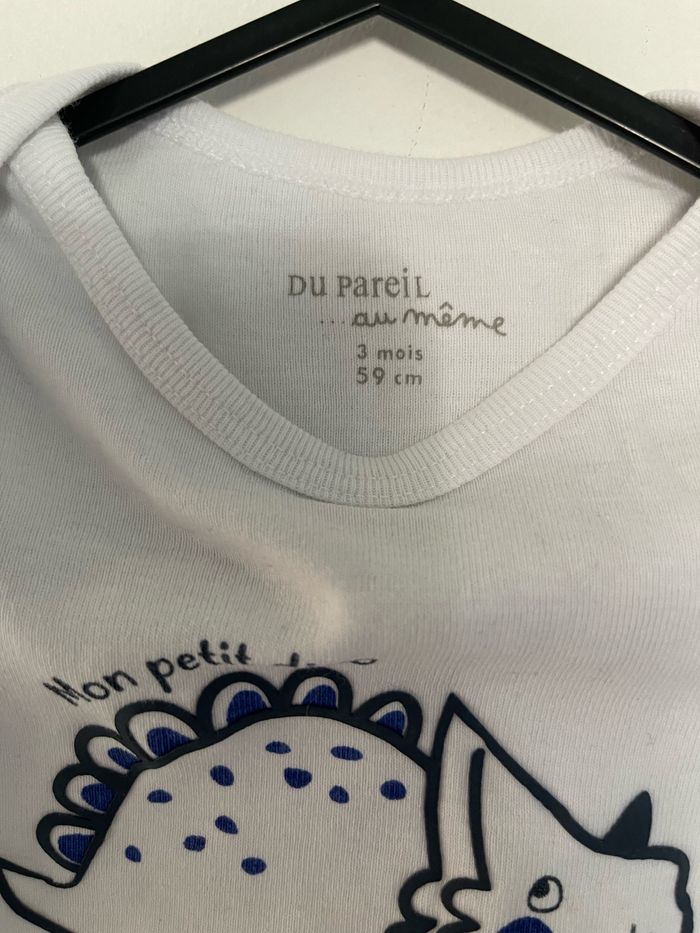 DU PAREIL
...au même
3 mois
59 cm
Mon petit